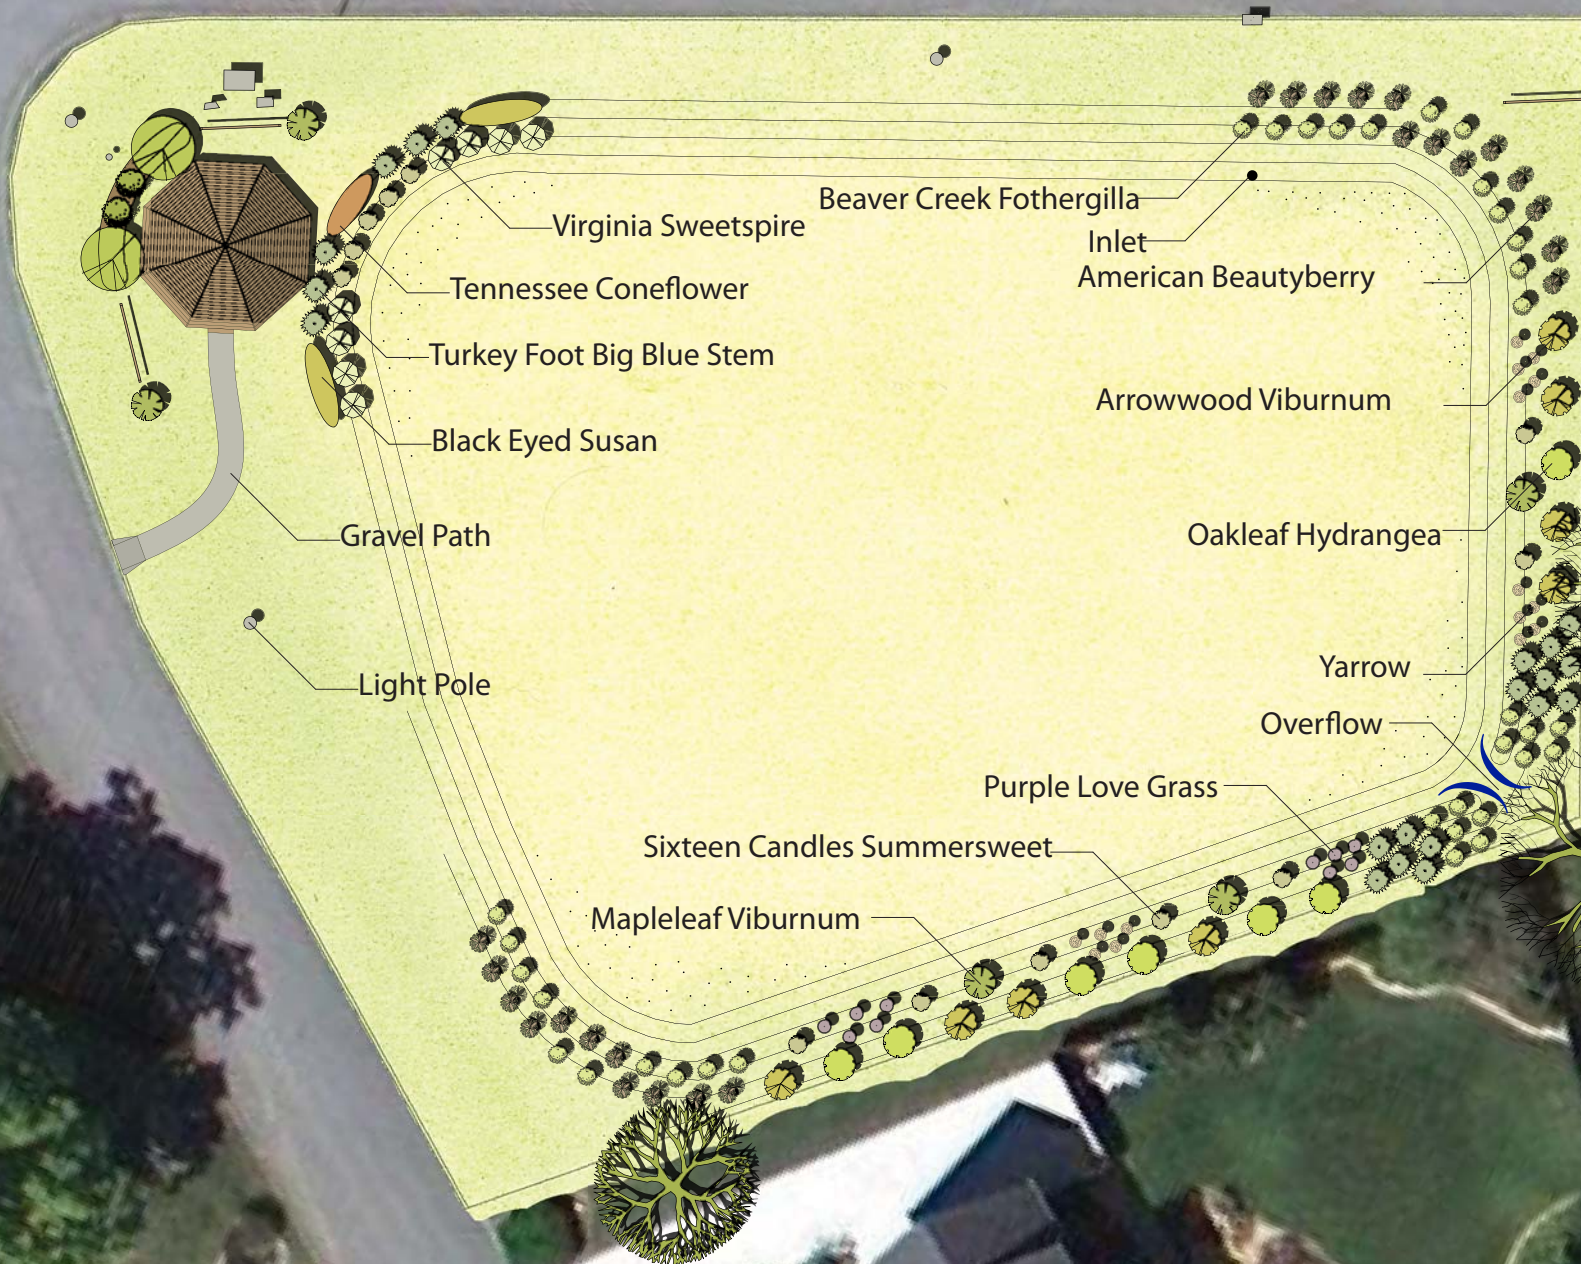 Beaver Creek Fothergilla
Virginia Sweetspire
Inlet
American Beautyberry
Tennessee Coneflower
Turkey Foot Big Blue Stem
Arrowwood Viburnum
Black Eyed Susan
Gravel Path
Oakleaf Hydrangea
Yarrow
Light Pole
Overflow
Purple Love Grass
Sixteen Candles Summersweet
Mapleleaf Viburnum